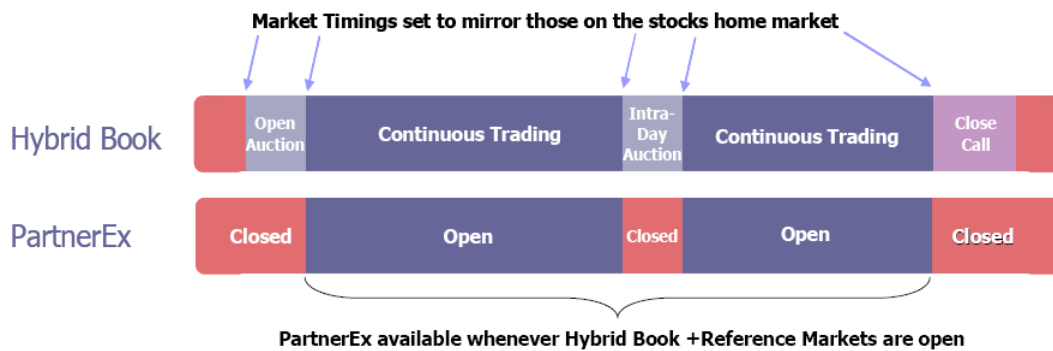 Market Timings set to mirror those on the stocks home market
Hybrid Book
Open
Auction
Continuous Trading
Intra-
Day
Auction
Continuous Trading
Close
Call
PartnerEx
Closed
Open
Closed
Open
Closed
PartnerEx available whenever Hybrid Book +Reference Markets are open